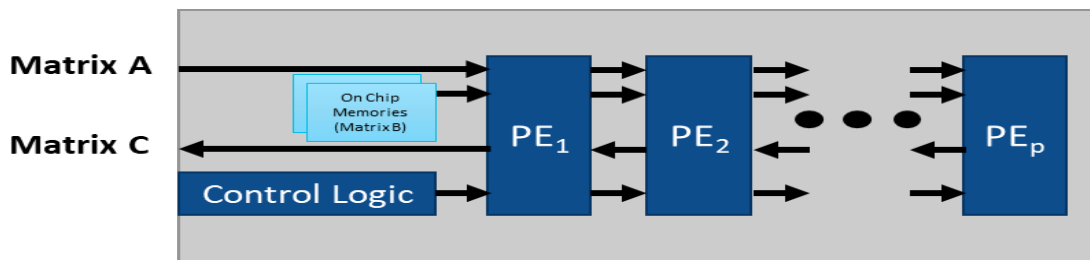 Matrix A
On Chip
Memories
(Matrix B)
Matrix C
Control Logic
PE₁
PE₂
PEₚ